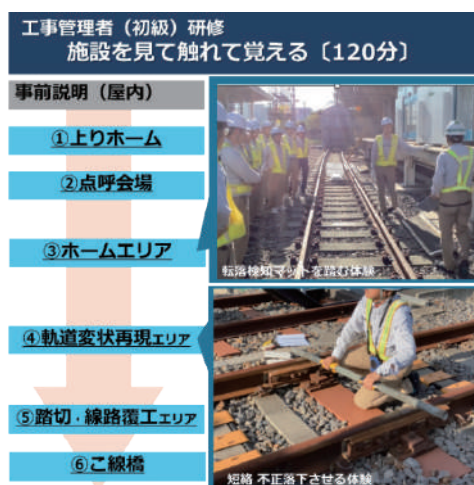 工事管理者（初級）研修
施設を見て触れて覚える〔120分〕
事前説明（屋内）
①上りホーム
②点呼会場
③ホームエリア
転落検知マットを踏む体験
④軌道変状再現エリア
⑤踏切・線路覆工エリア
⑥こ線橋
短絡 不正落下させる体験